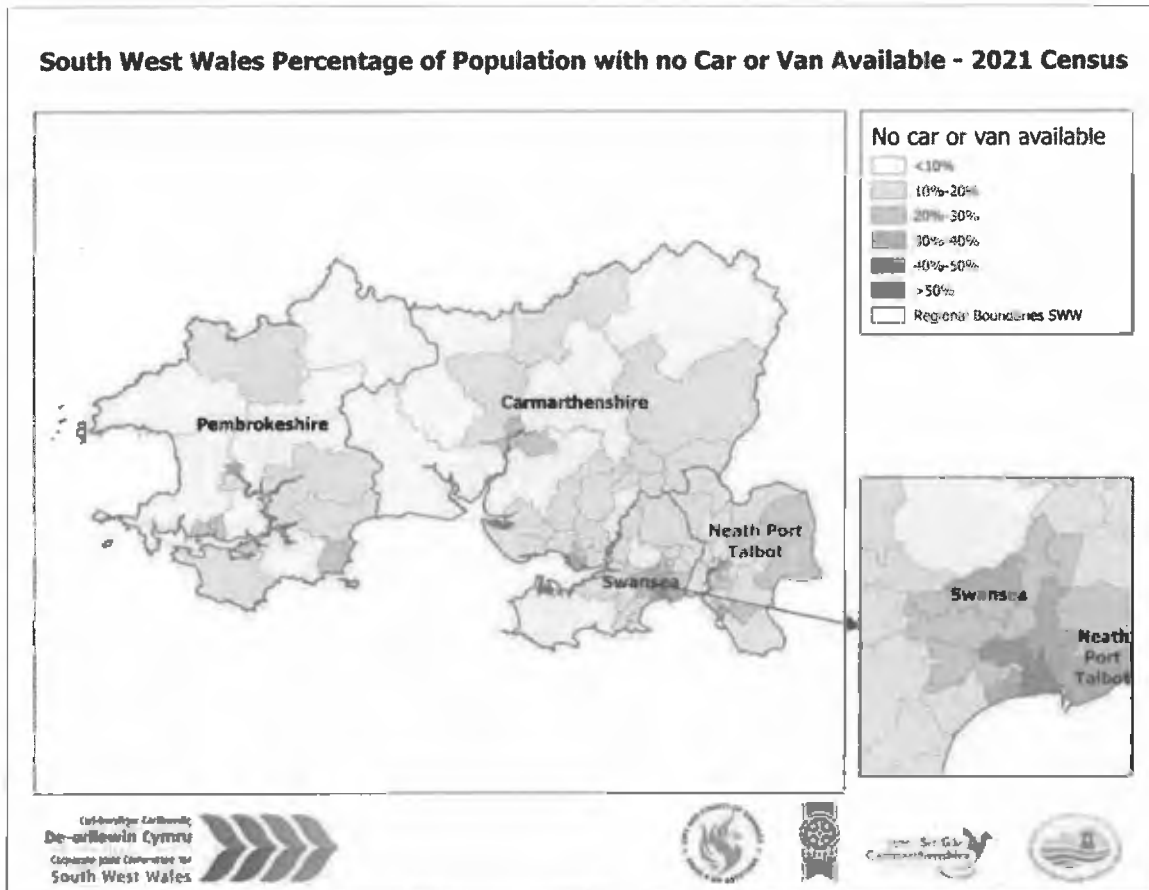 South West Wales Percentage of Population with no Car or Van Available - 2021 Census
No car or van available
<10%
10%-20%
20%-30%
30%-40%
40%-50%
>50%
Regional Boundaries SWW
Pembrokeshire
Carmarthenshire
Neath Port
Talbot
Swansea
Swansea
Neath
Port
Talbot
De-orllewin Cymru
South West Wales